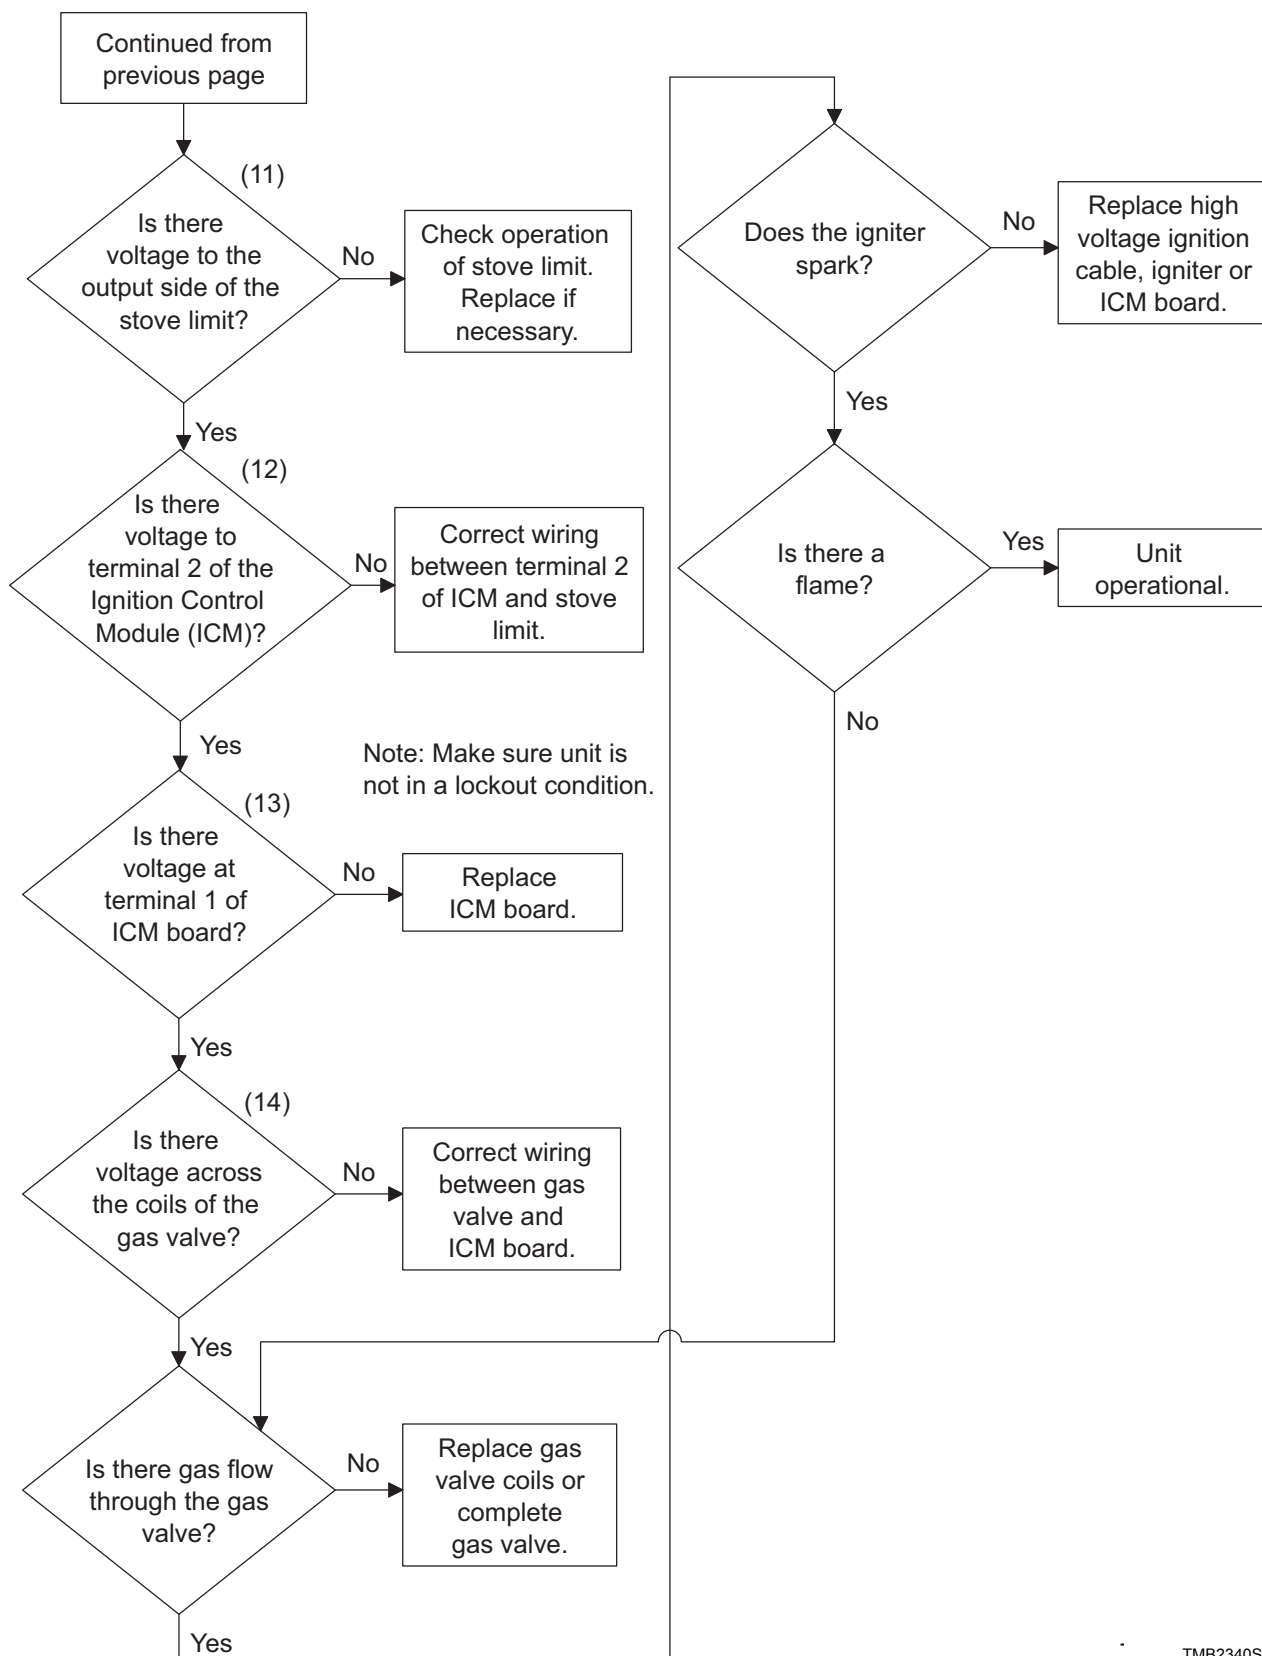 Continued from
previous page
(11)
Is there
voltage to the
output side of the
stove limit?
No
Check operation
of stove limit.
Replace if
necessary.
Yes
(12)
Is there
voltage to
terminal 2 of the
Ignition Control
Module (ICM)?
No
Correct wiring
between terminal 2
of ICM and stove
limit.
Yes
Note: Make sure unit is
not in a lockout condition.
(13)
Is there
voltage at
terminal 1 of
ICM board?
No
Replace
ICM board.
Yes
(14)
Is there
voltage across
the coils of the
gas valve?
No
Correct wiring
between gas
valve and
ICM board.
Yes
Is there gas flow
through the gas
valve?
No
Replace gas
valve coils or
complete
gas valve.
Yes
Does the igniter
spark?
No
Replace high
voltage ignition
cable, igniter or
ICM board.
Yes
Is there a
flame?
Yes
Unit
operational.
No
TMB2340S